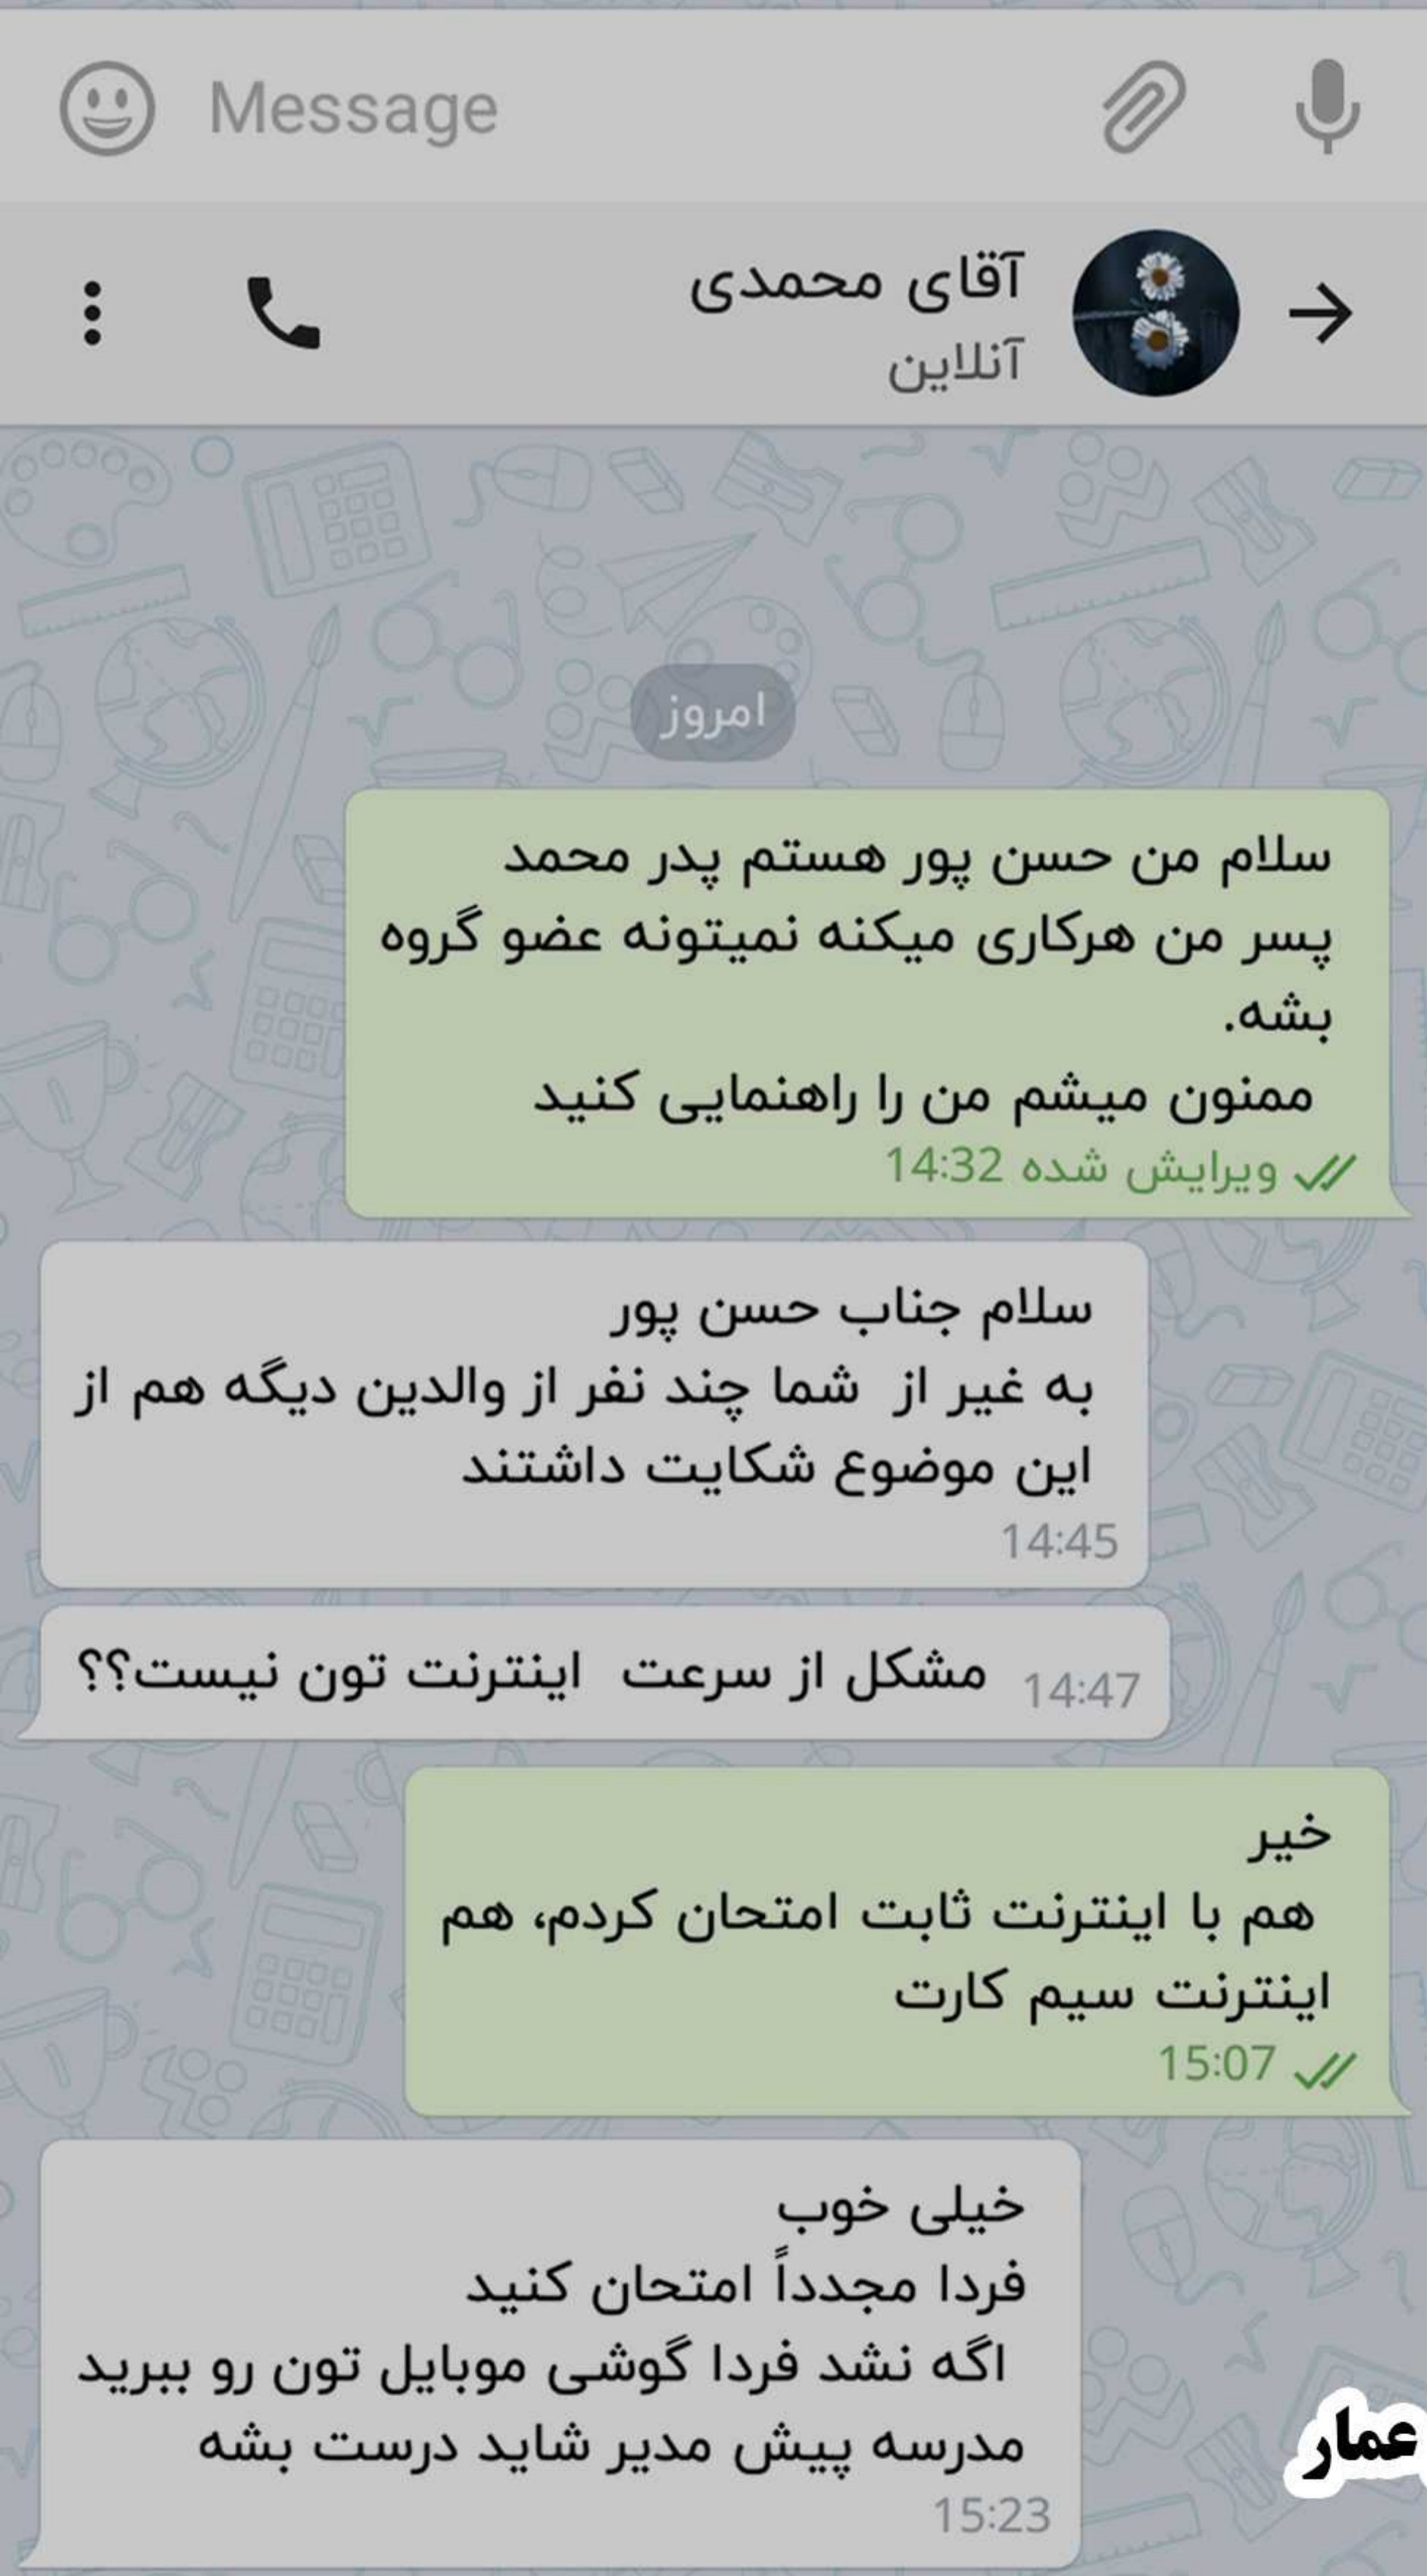 Message
آقای محمدی
آنلاین
امروز
سلام من حسن پور هستم پدر محمد
پسر من هرکاری میکنه نمیتونه عضو گروه
بشه.
ممنون میشم من را راهنمایی کنید
ویرایش شده 14:32
سلام جناب حسن پور
به غیر از شما چند نفر از والدین دیگه هم از
این موضوع شکایت داشتند
14:45
مشکل از سرعت اینترنت تون نیست؟؟
14:47
خیر
هم با اینترنت ثابت امتحان کردم، هم
اینترنت سیم کارت
15:07
خیلی خوب
فردا مجدداً امتحان کنید
اگه نشد فردا گوشی موبایل تون رو ببرید
مدرسه پیش مدیر شاید درست بشه
15:23
عمار